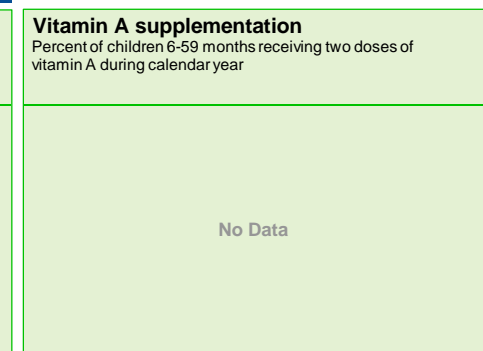 Vitamin A supplementation
Percent of children 6-59 months receiving two doses of
vitamin A during calendar year
No Data